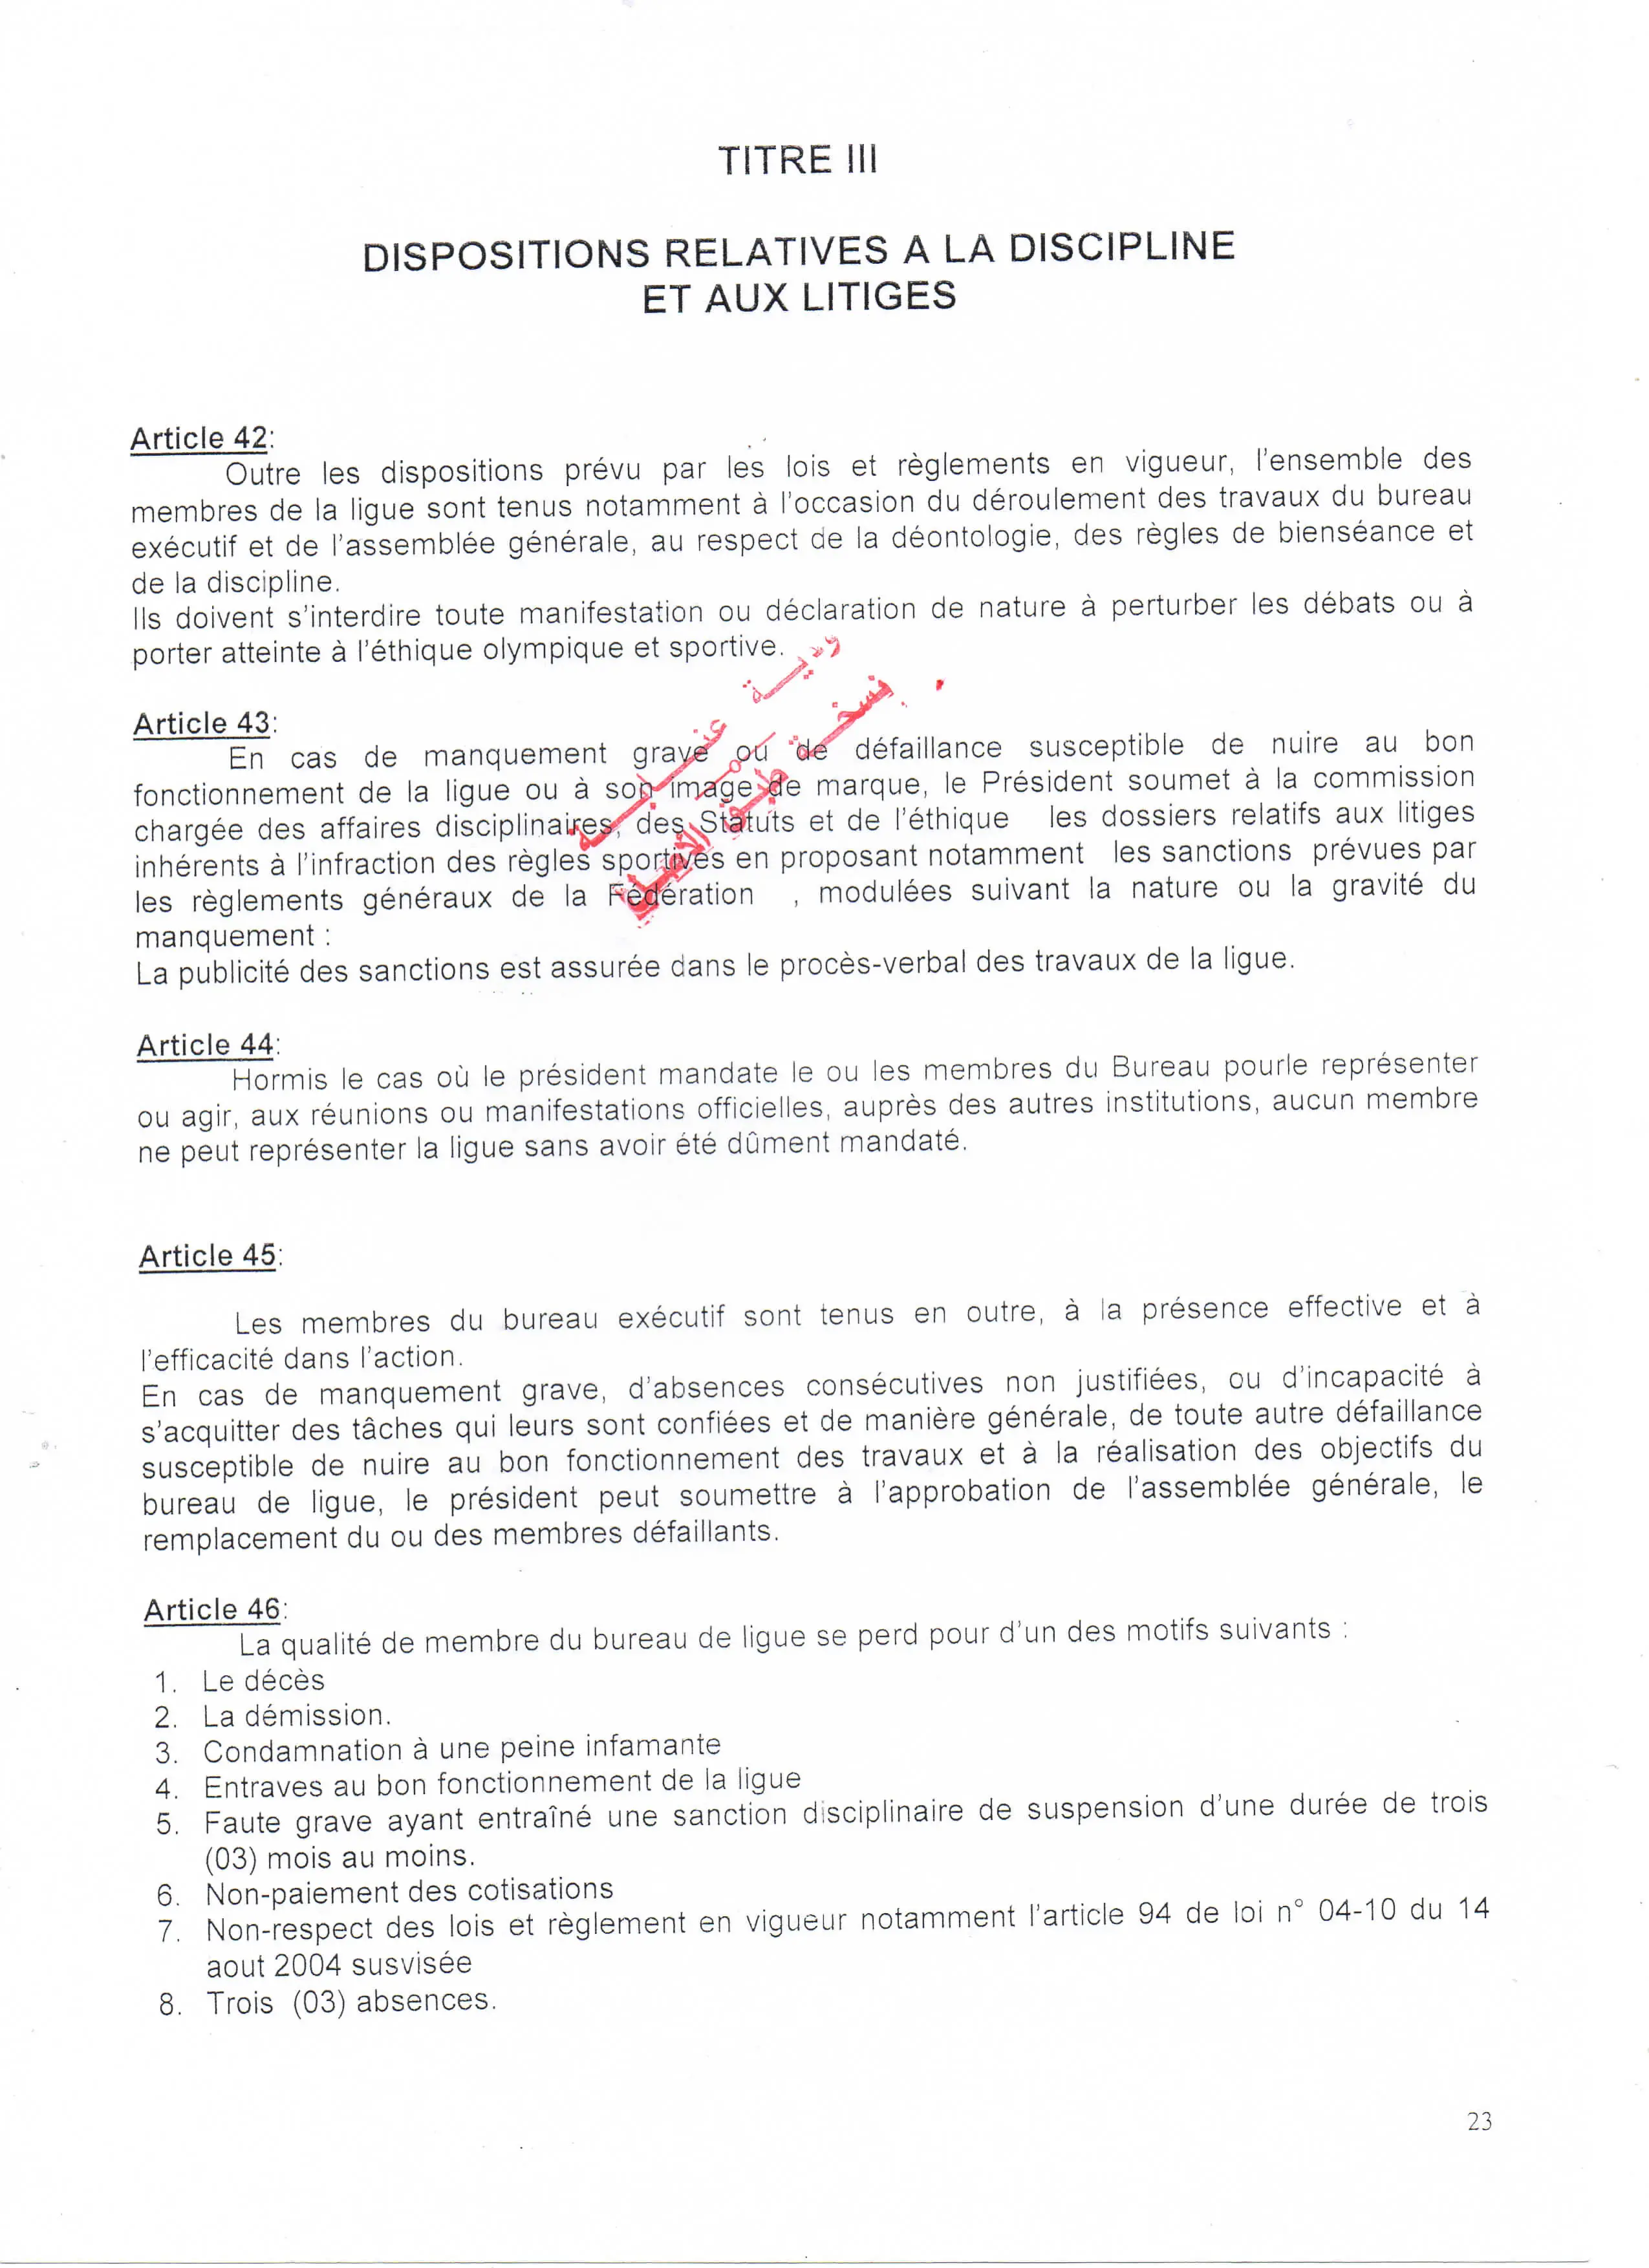 TITRE III
DISPOSITIONS RELATIVES A LA DISCIPLINE
ET AUX LITIGES
Article 42:
Outre les dispositions prévu par les lois et règlements en vigueur, l'ensemble des
membres de la ligue sont tenus notamment à l'occasion du déroulement des travaux du bureau
exécutif et de l'assemblée générale, au respect de la déontologie, des règles de bienséance et
de la discipline.
Ils doivent s'interdire toute manifestation ou déclaration de nature à perturber les débats ou à
porter atteinte à l'éthique olympique et sportive.
Article 43:
En cas de manquement grave ou de défaillance susceptible de nuire au bon
fonctionnement de la ligue ou à son image de marque, le Président soumet à la commission
chargée des affaires disciplinaires, des Statuts et de l'éthique les dossiers relatifs aux litiges
inhérents à l'infraction des règles sportives en proposant notamment les sanctions prévues par
les règlements généraux de la Fédération , modulées suivant la nature ou la gravité du
manquement :
La publicité des sanctions est assurée dans le procès-verbal des travaux de la ligue.
Article 44:
Hormis le cas où le président mandate le ou les membres du Bureau pourle représenter
ou agir, aux réunions ou manifestations officielles, auprès des autres institutions, aucun membre
ne peut représenter la ligue sans avoir été dûment mandaté.
Article 45:
Les membres du bureau exécutif sont tenus en outre, à la présence effective et à
l'efficacité dans l'action.
En cas de manquement grave, d'absences consécutives non justifiées, ou d'incapacité à
s'acquitter des tâches qui leurs sont confiées et de manière générale, de toute autre défaillance
susceptible de nuire au bon fonctionnement des travaux et à la réalisation des objectifs du
bureau de ligue, le président peut soumettre à l'approbation de l'assemblée générale, le
remplacement du ou des membres défaillants.
Article 46:
La qualité de membre du bureau de ligue se perd pour d'un des motifs suivants :
1. Le décès
2. La démission.
3. Condamnation à une peine infamante
4. Entraves au bon fonctionnement de la ligue
5. Faute grave ayant entraîné une sanction disciplinaire de suspension d'une durée de trois
(03) mois au moins.
6. Non-paiement des cotisations
7. Non-respect des lois et règlement en vigueur notamment l'article 94 de loi n° 04-10 du 14
aout 2004 susvisée
8. Trois (03) absences.
نسخة طبق الأصل
23